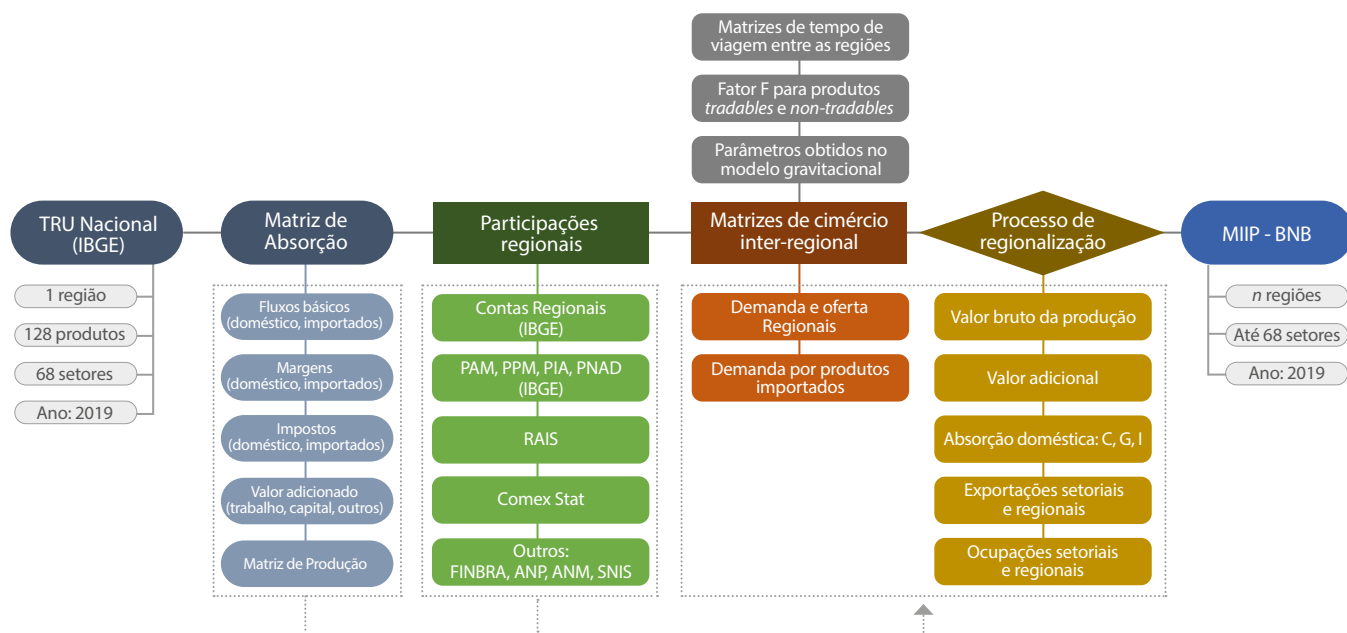 Matrizes de tempo de
viagem entre as regiões
Fator F para produtos
tradables e non-tradables
Parâmetros obtidos no
modelo gravitacional
TRU Nacional
(IBGE)
Matriz de
Absorção
Participações
regionais
Matrizes de cimércio
inter-regional
Processo de
regionalização
MIIP - BNB
1 região
128 produtos
68 setores
Ano: 2019
Fluxos básicos
(doméstico, importados)
Margens
(doméstico, importados)
Impostos
(doméstico, importados)
Valor adicionado
(trabalho, capital, outros)
Matriz de Produção
Contas Regionais
(IBGE)
PAM, PPM, PIA, PNAD
(IBGE)
RAIS
Comex Stat
Outros:
FINBRA, ANP, ANM, SNIS
Demanda e oferta
Regionais
Demanda por produtos
importados
Valor bruto da produção
Valor adicional
Absorção doméstica: C, G, I
Exportações setoriais
e regionais
Ocupações setoriais
e regionais
n regiões
Até 68 setores
Ano: 2019